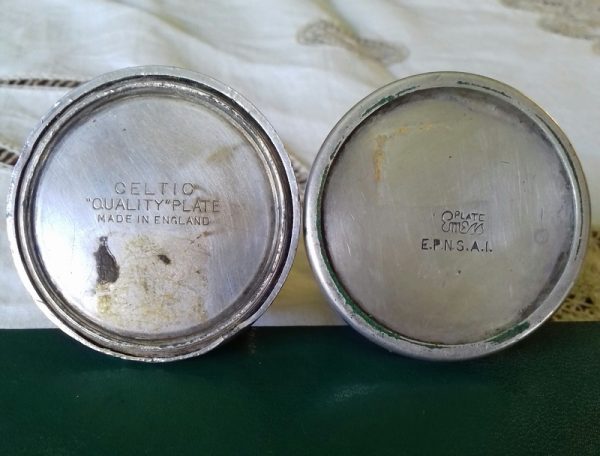 CELTIC
"QUALITY" PLATE
MADE IN ENGLAND
PLATE
E.P.N.S.A.I.